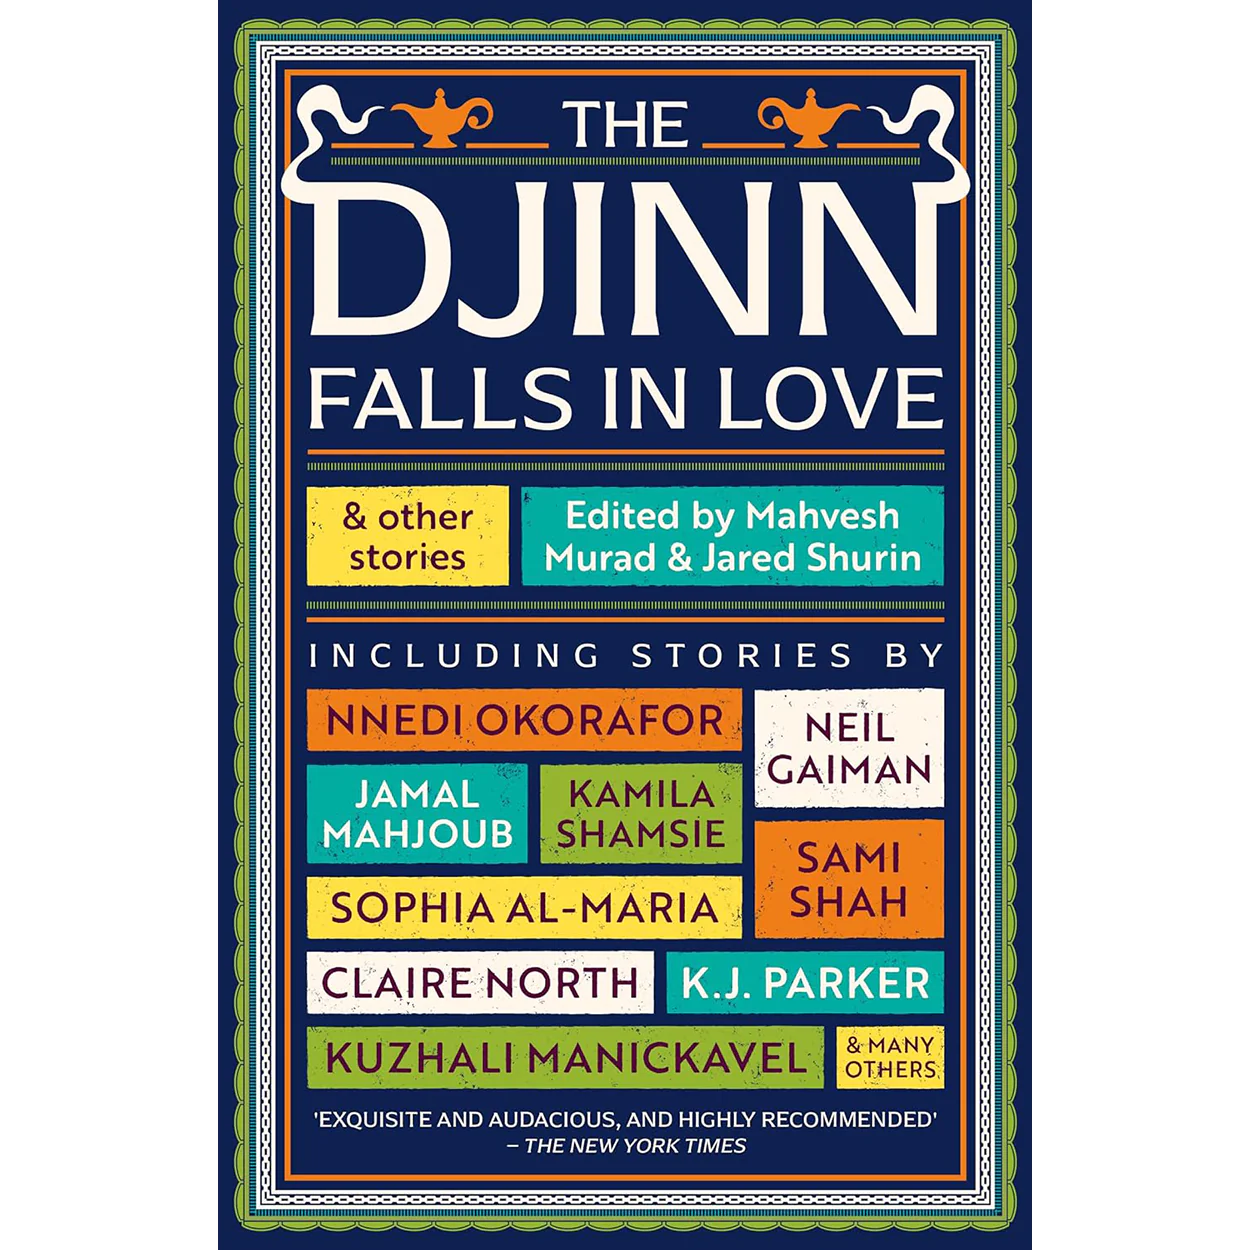 THE
DJINN
FALLS IN LOVE
& other
stories
Edited by Mahvesh
Murad & Jared Shurin
INCLUDING STORIES BY
NNEDI OKORAFOR
NEIL
GAIMAN
JAMAL
MAHJOUB
KAMILA
SHAMSIE
SAMI
SHAH
SOPHIA AL-MARIA
CLAIRE NORTH
K.J. PARKER
KUZHALI MANICKAVEL
& MANY
OTHERS
'EXQUISITE AND AUDACIOUS, AND HIGHLY RECOMMENDED'
– THE NEW YORK TIMES